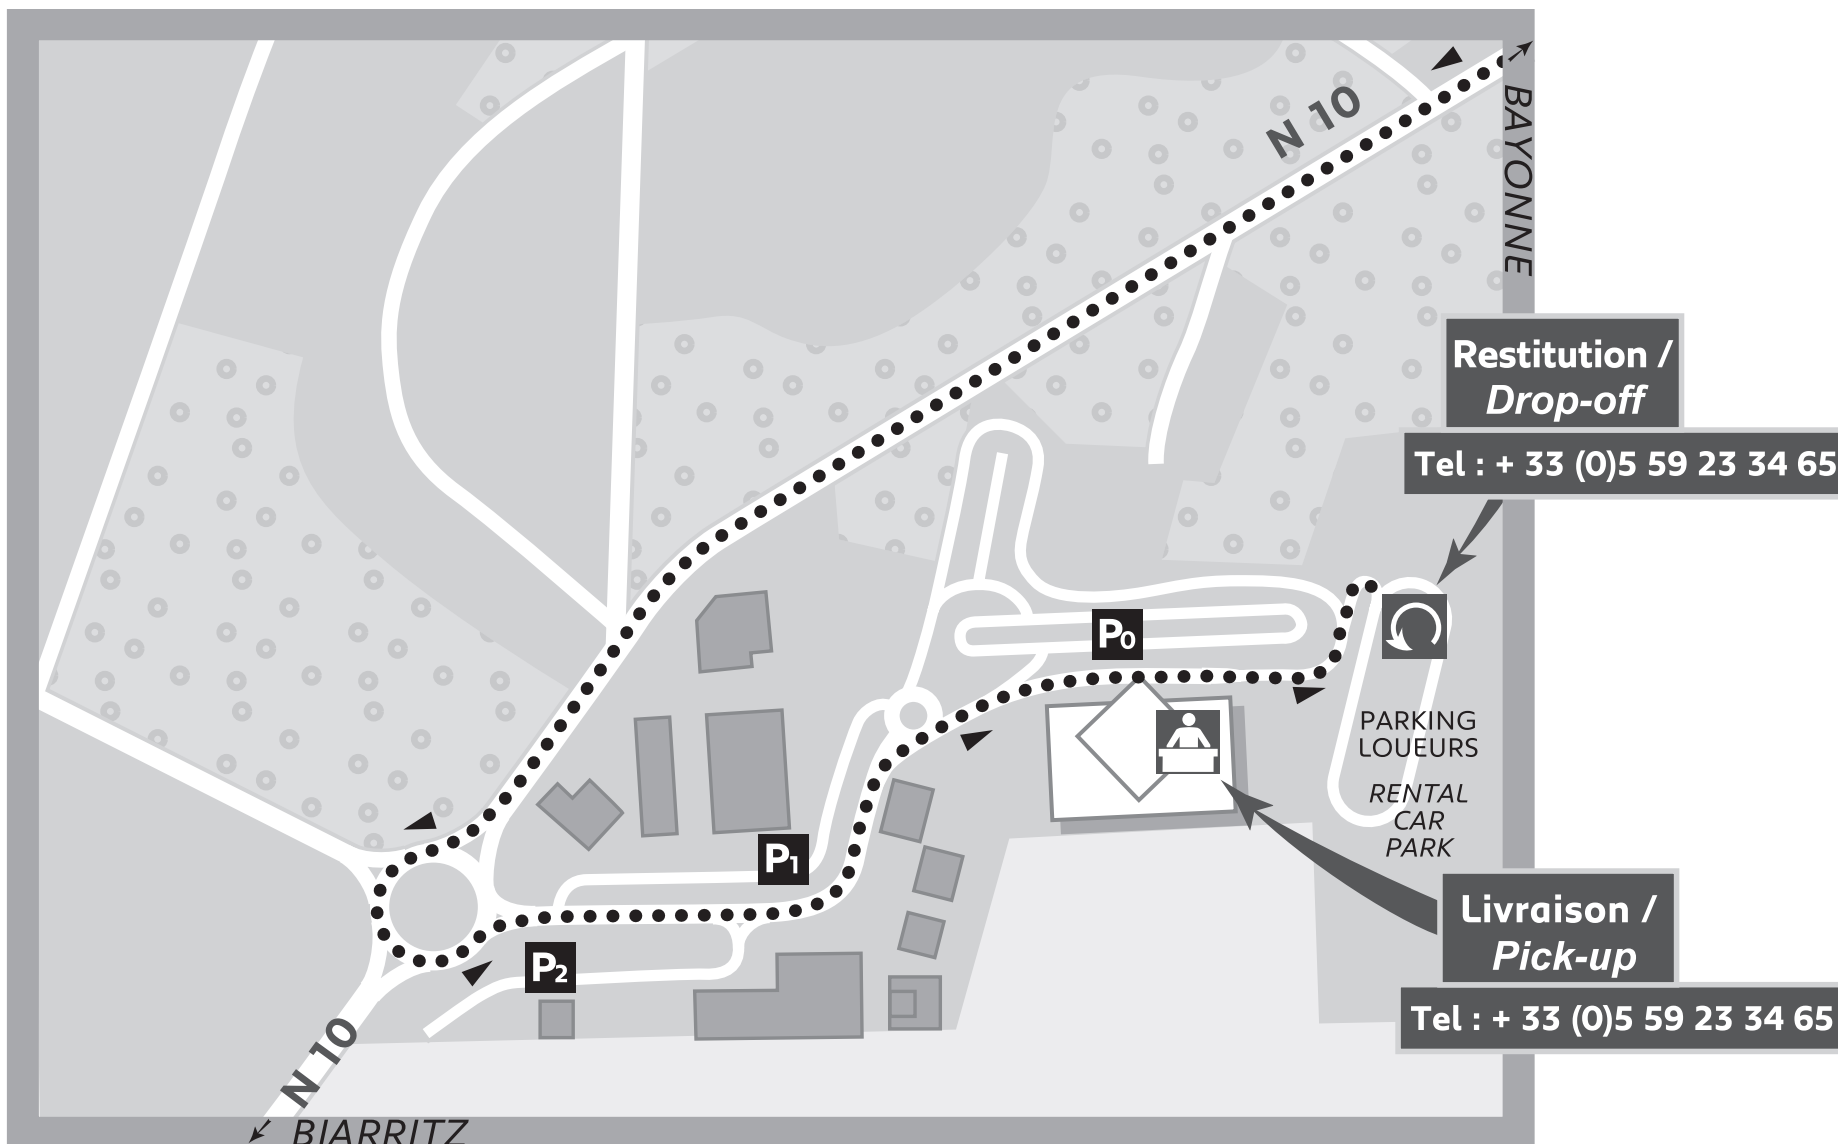 N 10
BAYONNE
Restitution /
Drop-off
Tel : + 33 (0)5 59 23 34 65
P0
PARKING
LOUEURS
RENTAL
CAR
PARK
P1
Livraison /
Pick-up
Tel : + 33 (0)5 59 23 34 65
P2
N 10
BIARRITZ